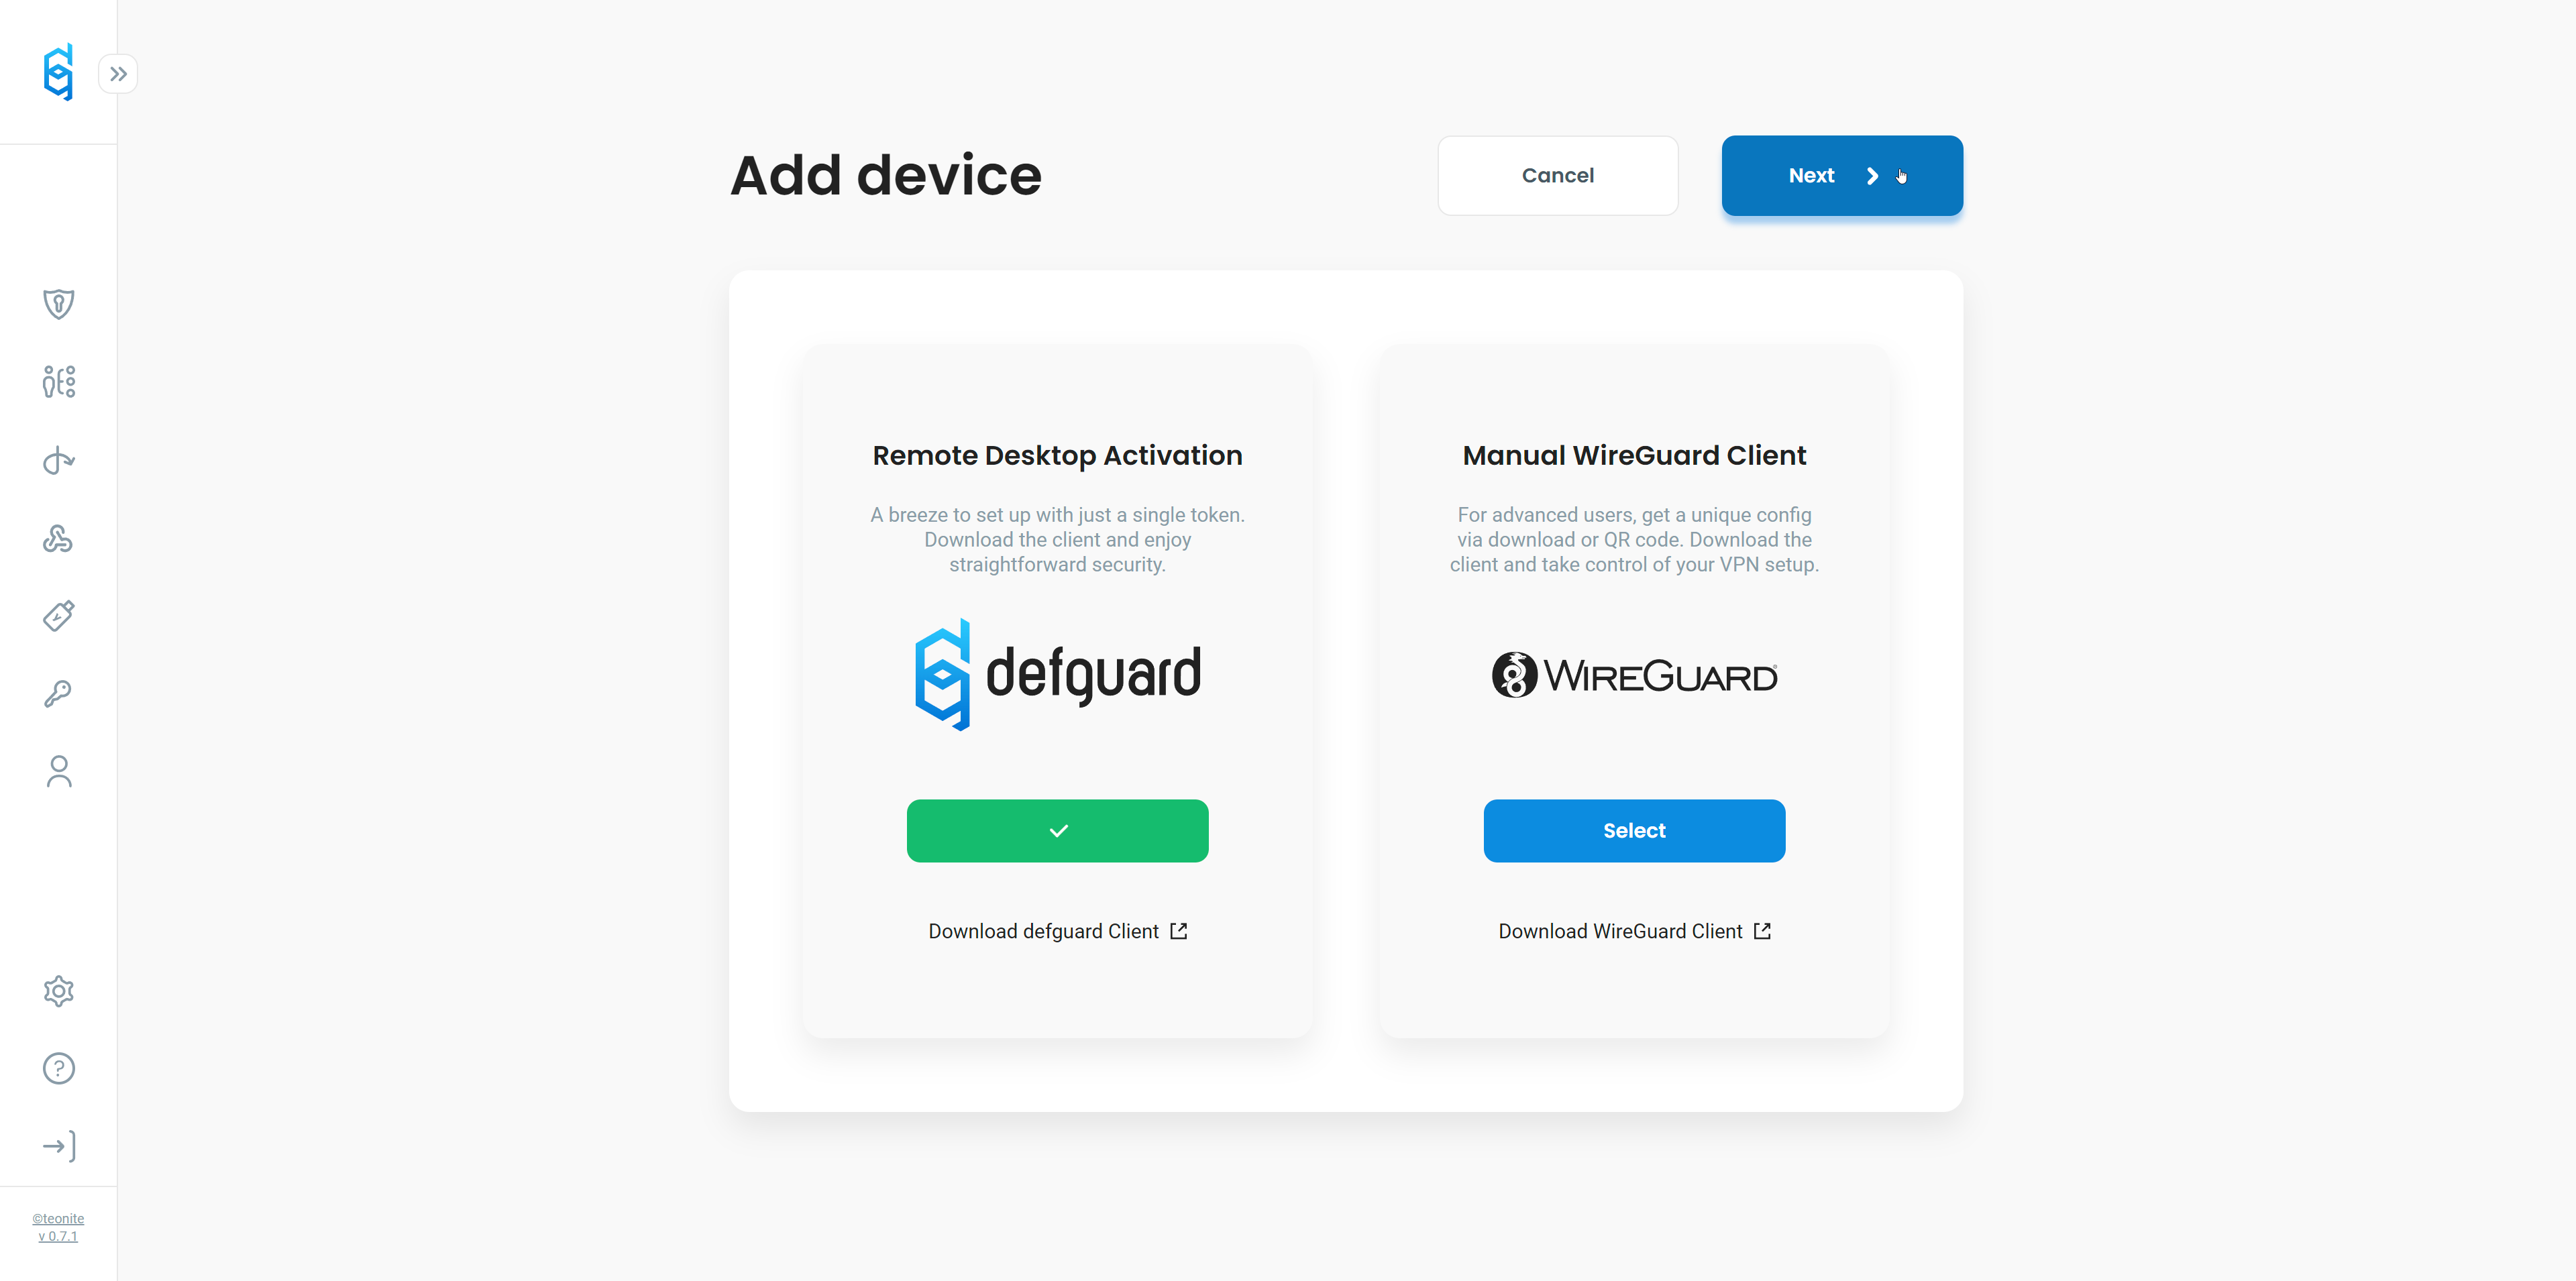 Add device
Cancel
Next
Remote Desktop Activation
A breeze to set up with just a single token.
Download the client and enjoy
straightforward security.
defguard
Download defguard Client
Manual WireGuard Client
For advanced users, get a unique config
via download or QR code. Download the
client and take control of your VPN setup.
WIREGUARD®
Select
Download WireGuard Client
©teonite
v 0.7.1